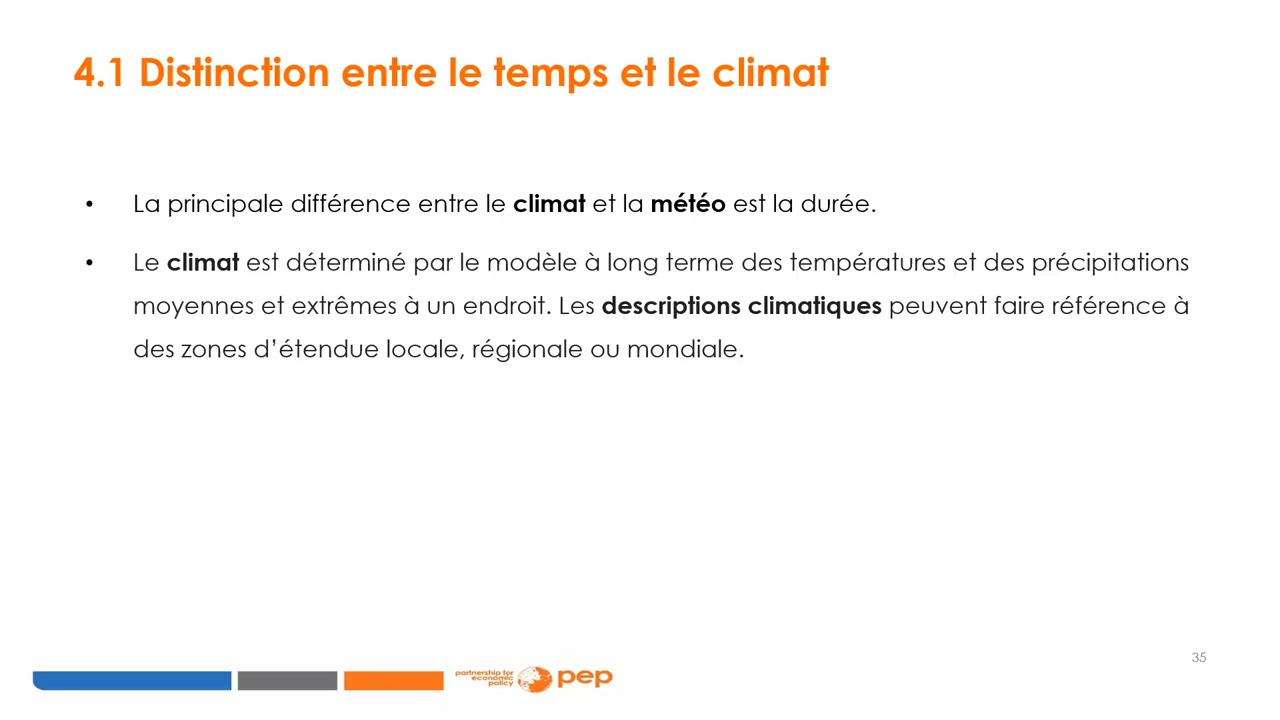 4.1 Distinction entre le temps et le climat
• La principale différence entre le climat et la météo est la durée.
• Le climat est déterminé par le modèle à long terme des températures et des précipitations
moyennes et extrêmes à un endroit. Les descriptions climatiques peuvent faire référence à
des zones d’étendue locale, régionale ou mondiale.
35
partnership for
economic
policy
pep